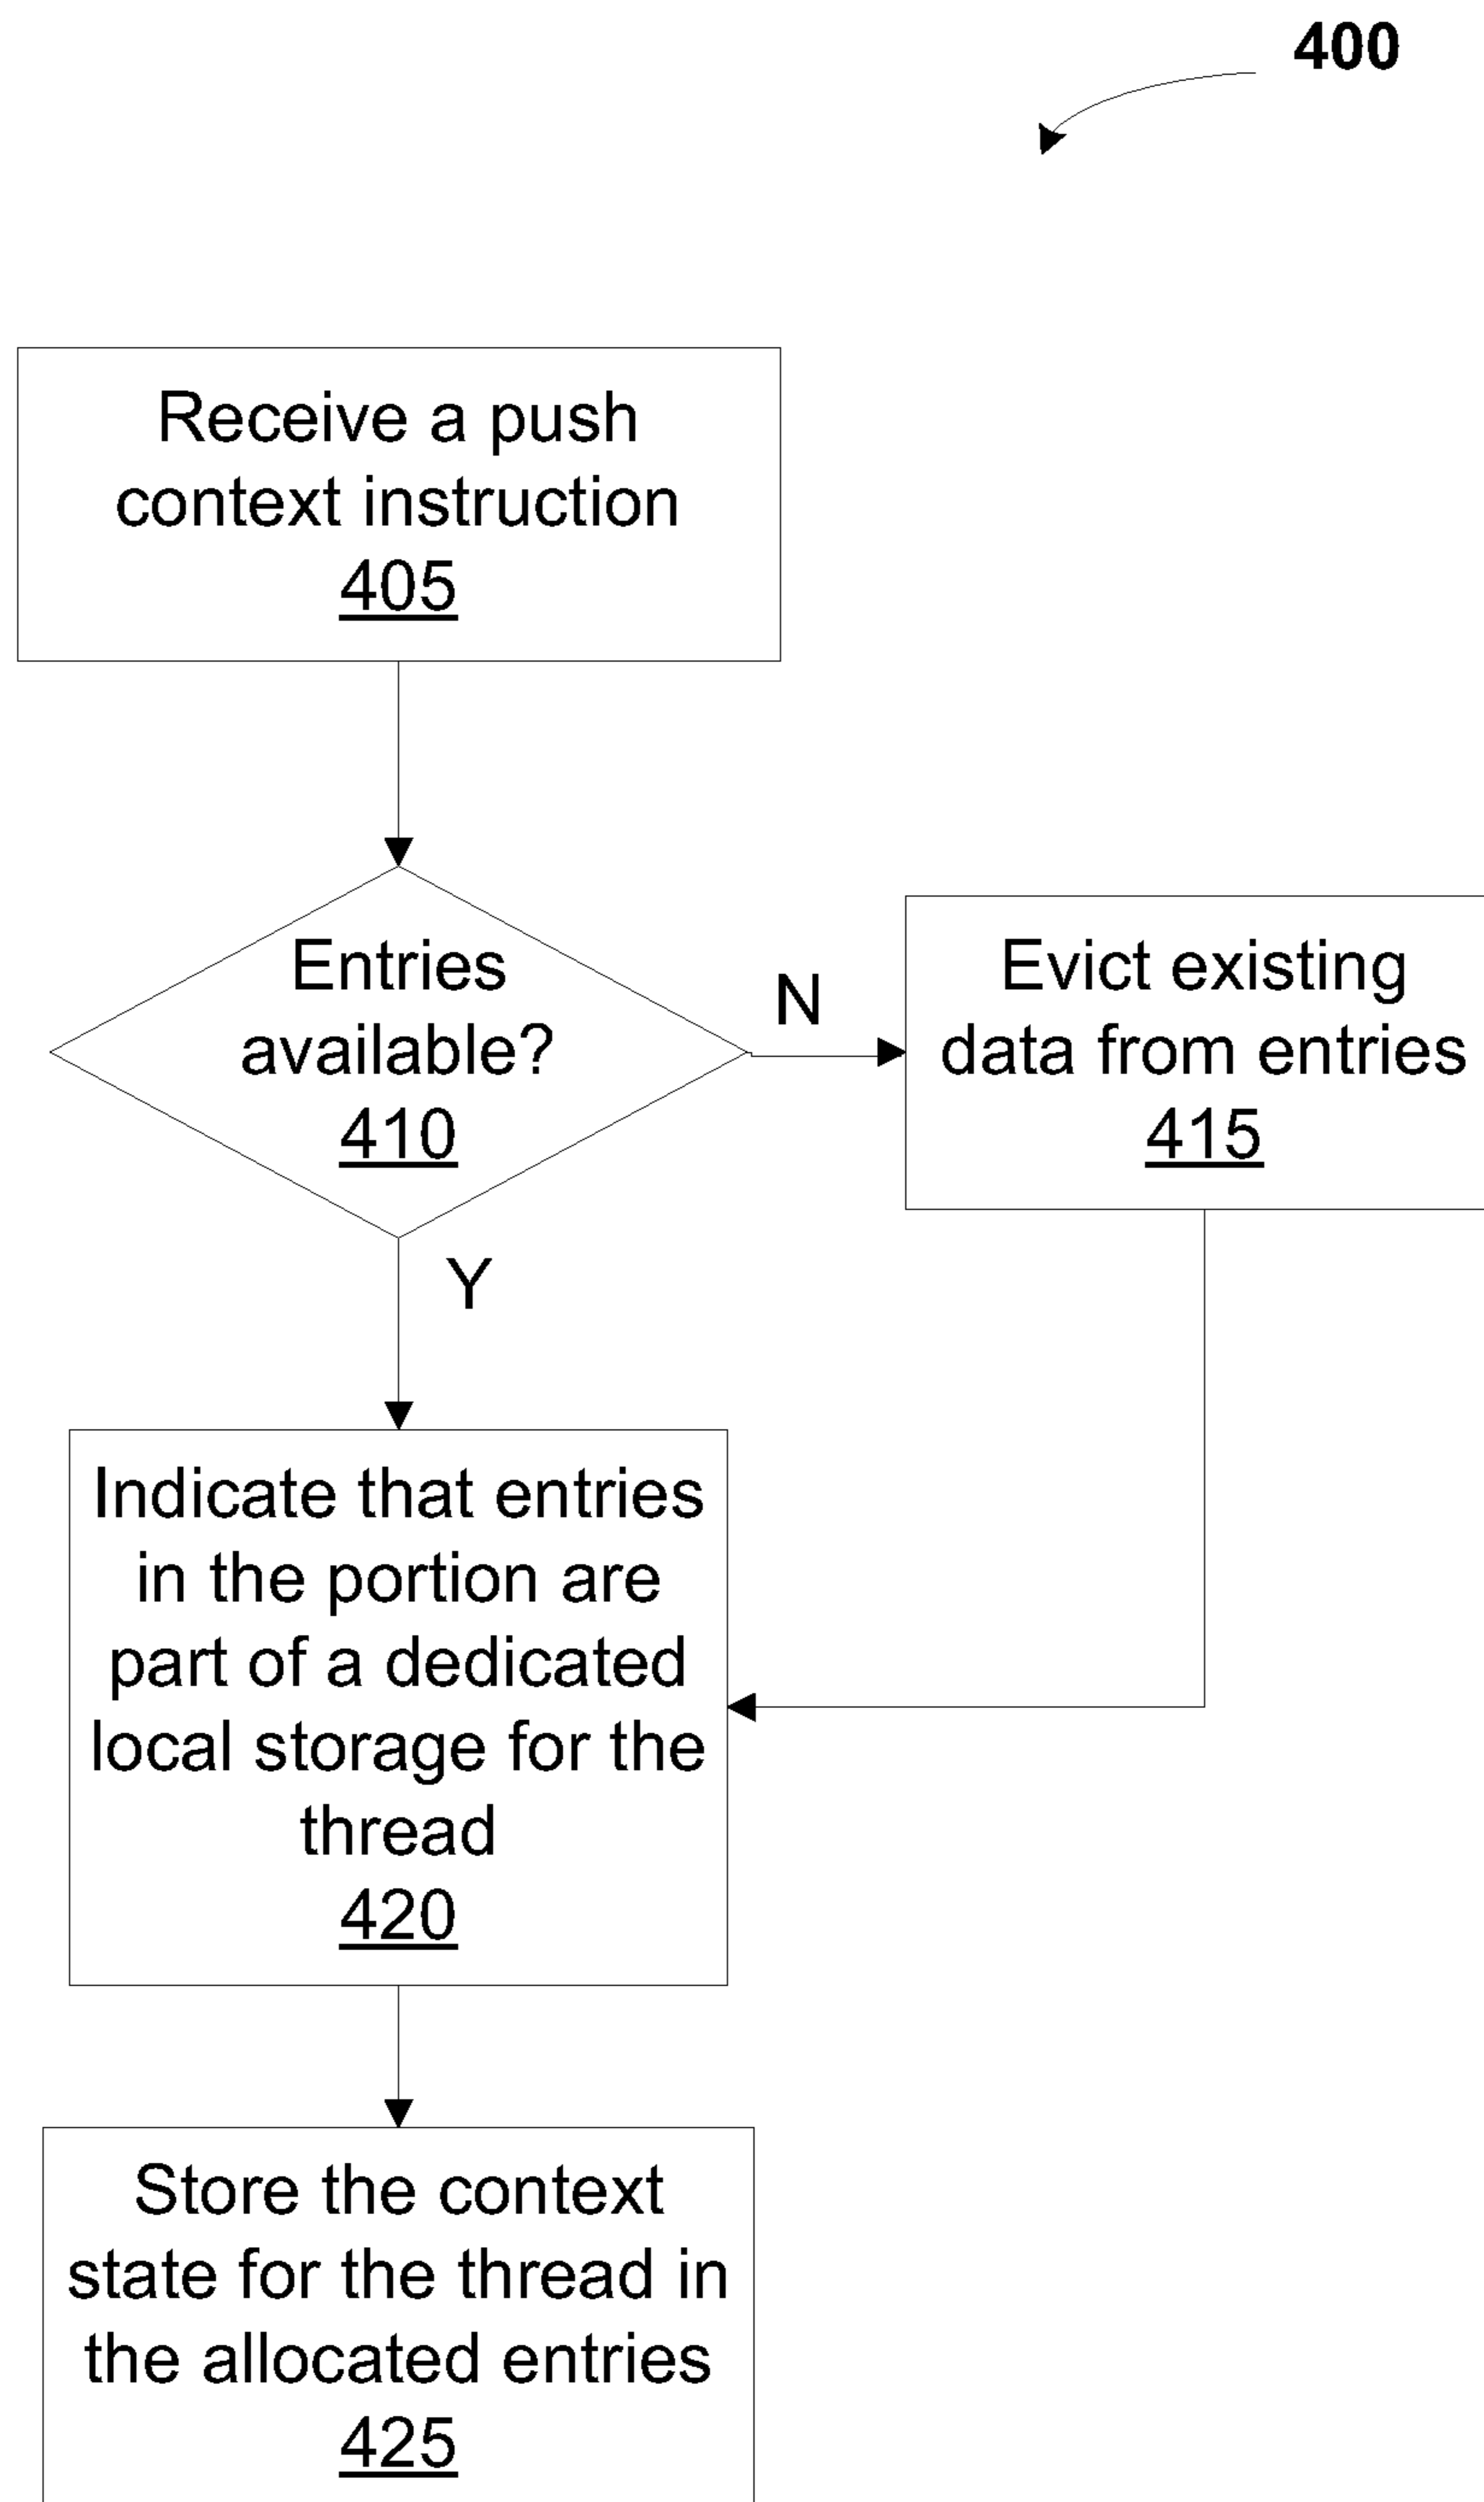 400
Receive a push
context instruction
405
Entries
available?
410
N
Evict existing
data from entries
415
Y
Indicate that entries
in the portion are
part of a dedicated
local storage for the
thread
420
Store the context
state for the thread in
the allocated entries
425